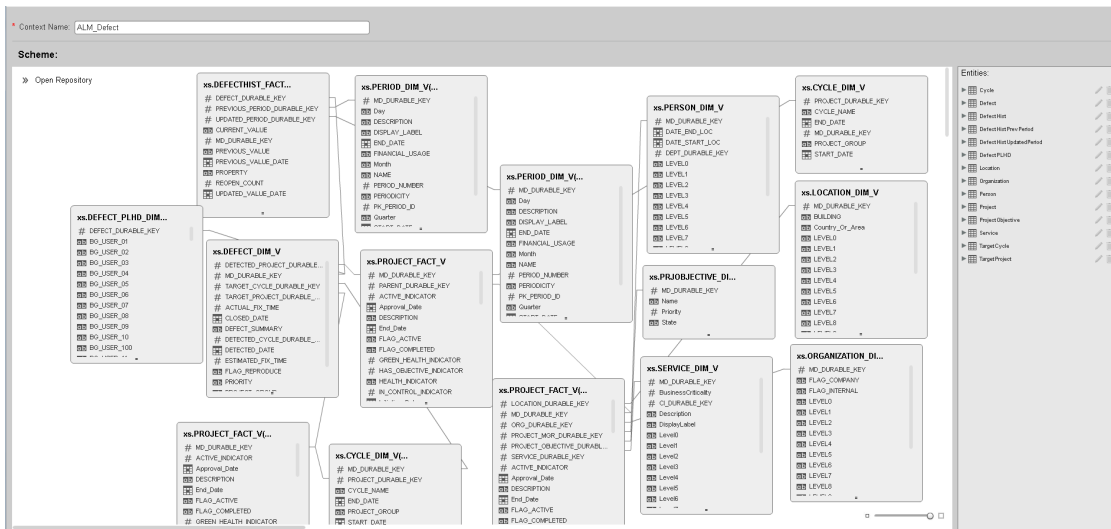 * Context Name: ALM_Defect
Scheme:
Open Repository
xs.DEFECTHIST_FACT...
# DEFECT_DURABLE_KEY
# PREVIOUS_PERIOD_DURABLE_KEY
# UPDATED_PERIOD_DURABLE_KEY
CURRENT_VALUE
# MD_DURABLE_KEY
PREVIOUS_VALUE
PREVIOUS_VALUE_DATE
PROPERTY
# REOPEN_COUNT
UPDATED_VALUE_DATE
xs.PERIOD_DIM_V(...
# MD_DURABLE_KEY
Day
DESCRIPTION
DISPLAY_LABEL
END_DATE
FINANCIAL_USAGE
Month
NAME
# PERIOD_NUMBER
PERIODICITY
# PK_PERIOD_ID
Quarter
xs.PERIOD_DIM_V(...
# MD_DURABLE_KEY
Day
DESCRIPTION
DISPLAY_LABEL
END_DATE
FINANCIAL_USAGE
Month
NAME
# PERIOD_NUMBER
PERIODICITY
# PK_PERIOD_ID
Quarter
xs.PERSON_DIM_V
# MD_DURABLE_KEY
DATE_END_LOC
DATE_START_LOC
# DEPT_DURABLE_KEY
LEVEL0
LEVEL1
LEVEL2
LEVEL3
LEVEL4
LEVEL5
LEVEL6
LEVEL7
xs.CYCLE_DIM_V
# PROJECT_DURABLE_KEY
CYCLE_NAME
END_DATE
# MD_DURABLE_KEY
PROJECT_GROUP
START_DATE
xs.LOCATION_DIM_V
# MD_DURABLE_KEY
BUILDING
Country_Or_Area
LEVEL0
LEVEL1
LEVEL2
LEVEL3
LEVEL4
LEVEL5
LEVEL6
LEVEL7
LEVEL8
xs.DEFECT_PLHD_DIM...
# DEFECT_DURABLE_KEY
BG_USER_01
BG_USER_02
BG_USER_03
BG_USER_04
BG_USER_05
BG_USER_06
BG_USER_07
BG_USER_08
BG_USER_09
BG_USER_10
BG_USER_100
xs.DEFECT_DIM_V
# DETECTED_PROJECT_DURABLE...
# MD_DURABLE_KEY
# TARGET_CYCLE_DURABLE_KEY
# TARGET_PROJECT_DURABLE_...
# ACTUAL_FIX_TIME
CLOSED_DATE
DEFECT_SUMMARY
# DETECTED_CYCLE_DURABLE_...
DETECTED_DATE
# ESTIMATED_FIX_TIME
FLAG_REPRODUCE
PRIORITY
xs.PROJECT_FACT_V
# MD_DURABLE_KEY
# PARENT_DURABLE_KEY
# ACTIVE_INDICATOR
Approval_Date
DESCRIPTION
End_Date
FLAG_ACTIVE
FLAG_COMPLETED
# GREEN_HEALTH_INDICATOR
# HAS_OBJECTIVE_INDICATOR
HEALTH_INDICATOR
# IN_CONTROL_INDICATOR
xs.PRJOBJECTIVE_DI...
# MD_DURABLE_KEY
Name
# Priority
State
xs.SERVICE_DIM_V
# MD_DURABLE_KEY
# BusinessCriticality
# CI_DURABLE_KEY
Description
DisplayLabel
Level0
Level1
Level2
Level3
Level4
Level5
Level6
xs.ORGANIZATION_DI...
# MD_DURABLE_KEY
FLAG_COMPANY
FLAG_INTERNAL
LEVEL0
LEVEL1
LEVEL2
LEVEL3
LEVEL4
LEVEL5
LEVEL6
LEVEL7
LEVEL8
xs.PROJECT_FACT_V(...
# MD_DURABLE_KEY
# ACTIVE_INDICATOR
Approval_Date
DESCRIPTION
End_Date
FLAG_ACTIVE
FLAG_COMPLETED
# GREEN_HEALTH_INDICATOR
xs.CYCLE_DIM_V(...
# MD_DURABLE_KEY
# PROJECT_DURABLE_KEY
CYCLE_NAME
END_DATE
PROJECT_GROUP
START_DATE
xs.PROJECT_FACT_V(...
# LOCATION_DURABLE_KEY
# MD_DURABLE_KEY
# ORG_DURABLE_KEY
# PROJECT_MGR_DURABLE_KEY
# PROJECT_OBJECTIVE_DURABL...
# SERVICE_DURABLE_KEY
# ACTIVE_INDICATOR
Approval_Date
DESCRIPTION
End_Date
FLAG_ACTIVE
FLAG_COMPLETED
Entities:
Cycle
Defect
DefectHist
DefectHistPrevPeriod
DefectHistUpdatedPeriod
DefectPLHD
Location
Organization
Person
Project
ProjectObjective
Service
TargetCycle
TargetProject